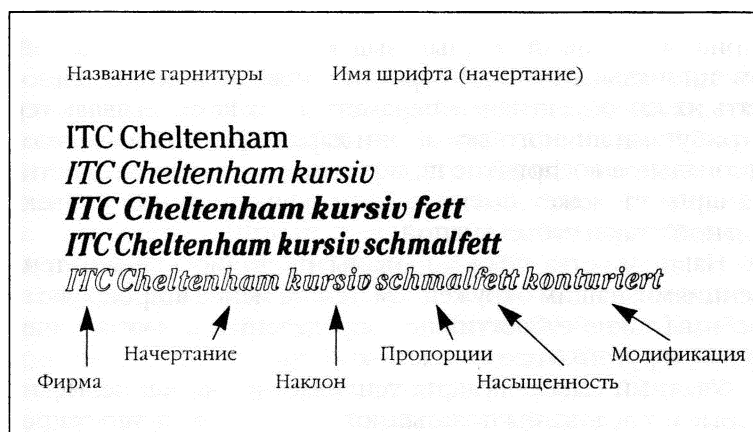 Название гарнитуры Имя шрифта (начертание)
ITC Cheltenham
ITC Cheltenham kursiv
ITC Cheltenham kursiv fett
ITC Cheltenham kursiv schmalfett
ITC Cheltenham kursiv schmalfett konturiert
Начертание Пропорции Модификация
Фирма Наклон Насыщенность